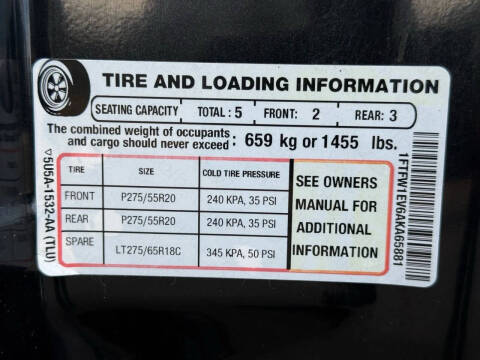 TIRE AND LOADING INFORMATION
SEATING CAPACITY TOTAL : 5 FRONT: 2 REAR: 3
The combined weight of occupants
and cargo should never exceed : 659 kg or 1455 lbs.
TIRE SIZE COLD TIRE PRESSURE
FRONT P275/55R20 240 KPA, 35 PSI
REAR P275/55R20 240 KPA, 35 PSI
SPARE LT275/65R18C 345 KPA, 50 PSI
SEE OWNERS
MANUAL FOR
ADDITIONAL
INFORMATION
5U5A-1532-AA (TLU)
1FTFW1EV6AKA65881